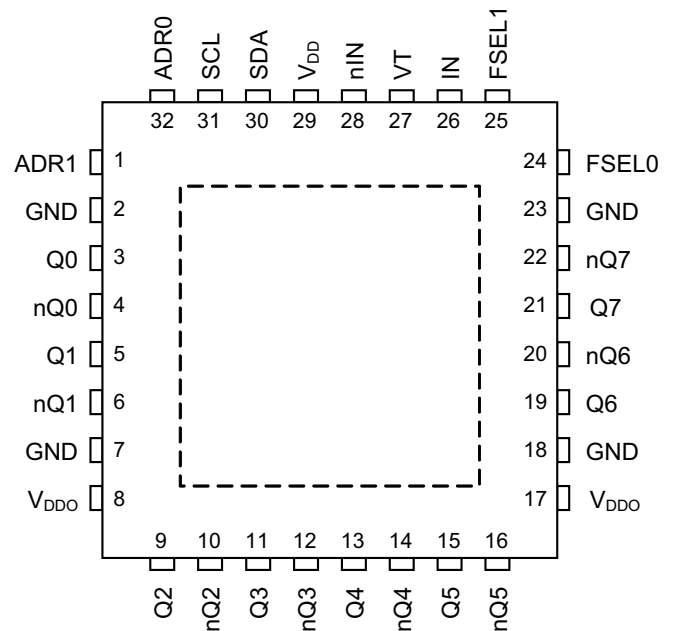 ADR0 SCL SDA VDD nIN VT IN FSEL1
32 31 30 29 28 27 26 25
ADR1 1 24 FSEL0
GND 2 23 GND
Q0 3 22 nQ7
nQ0 4 21 Q7
Q1 5 20 nQ6
nQ1 6 19 Q6
GND 7 18 GND
VDDO 8 17 VDDO
9 10 11 12 13 14 15 16
Q2 nQ2 Q3 nQ3 Q4 nQ4 Q5 nQ5